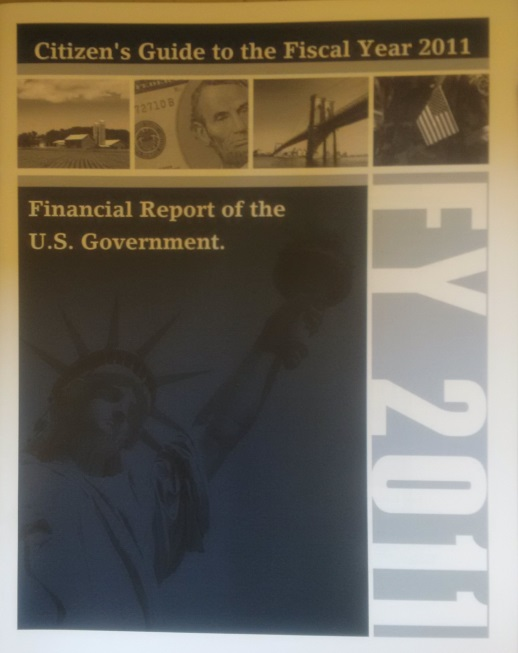 Citizen's Guide to the Fiscal Year 2011
Financial Report of the
U.S. Government.
FY 2011